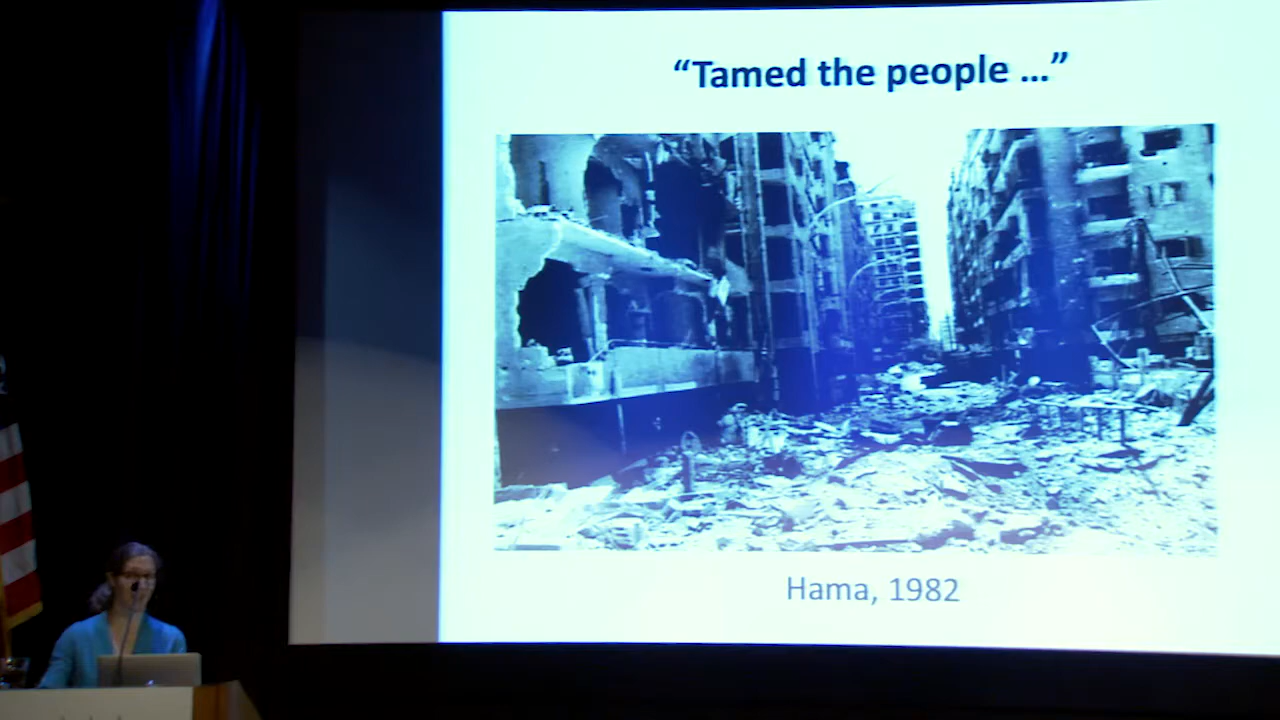 “Tamed the people ...”
Hama, 1982